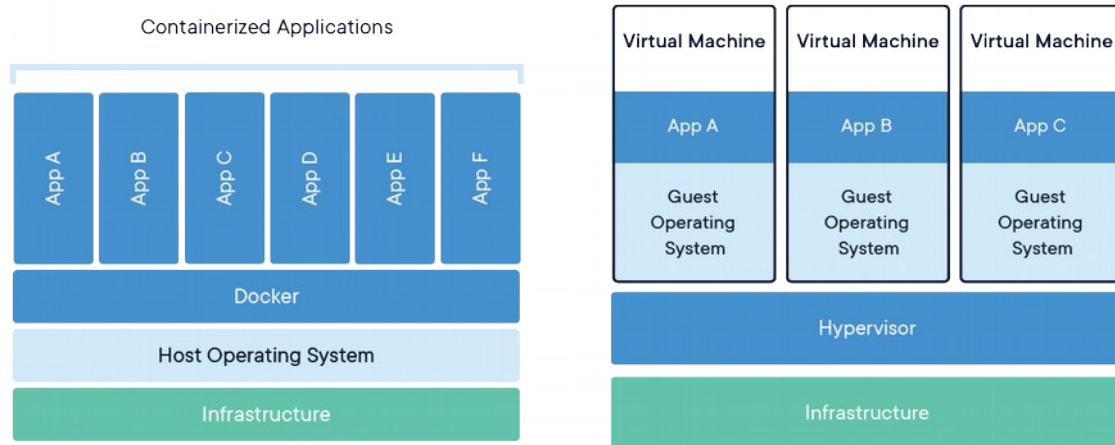 Containerized Applications
App A
App B
App C
App D
App E
App F
Docker
Host Operating System
Infrastructure
Virtual Machine
App A
Guest
Operating
System
Virtual Machine
App B
Guest
Operating
System
Virtual Machine
App C
Guest
Operating
System
Hypervisor
Infrastructure